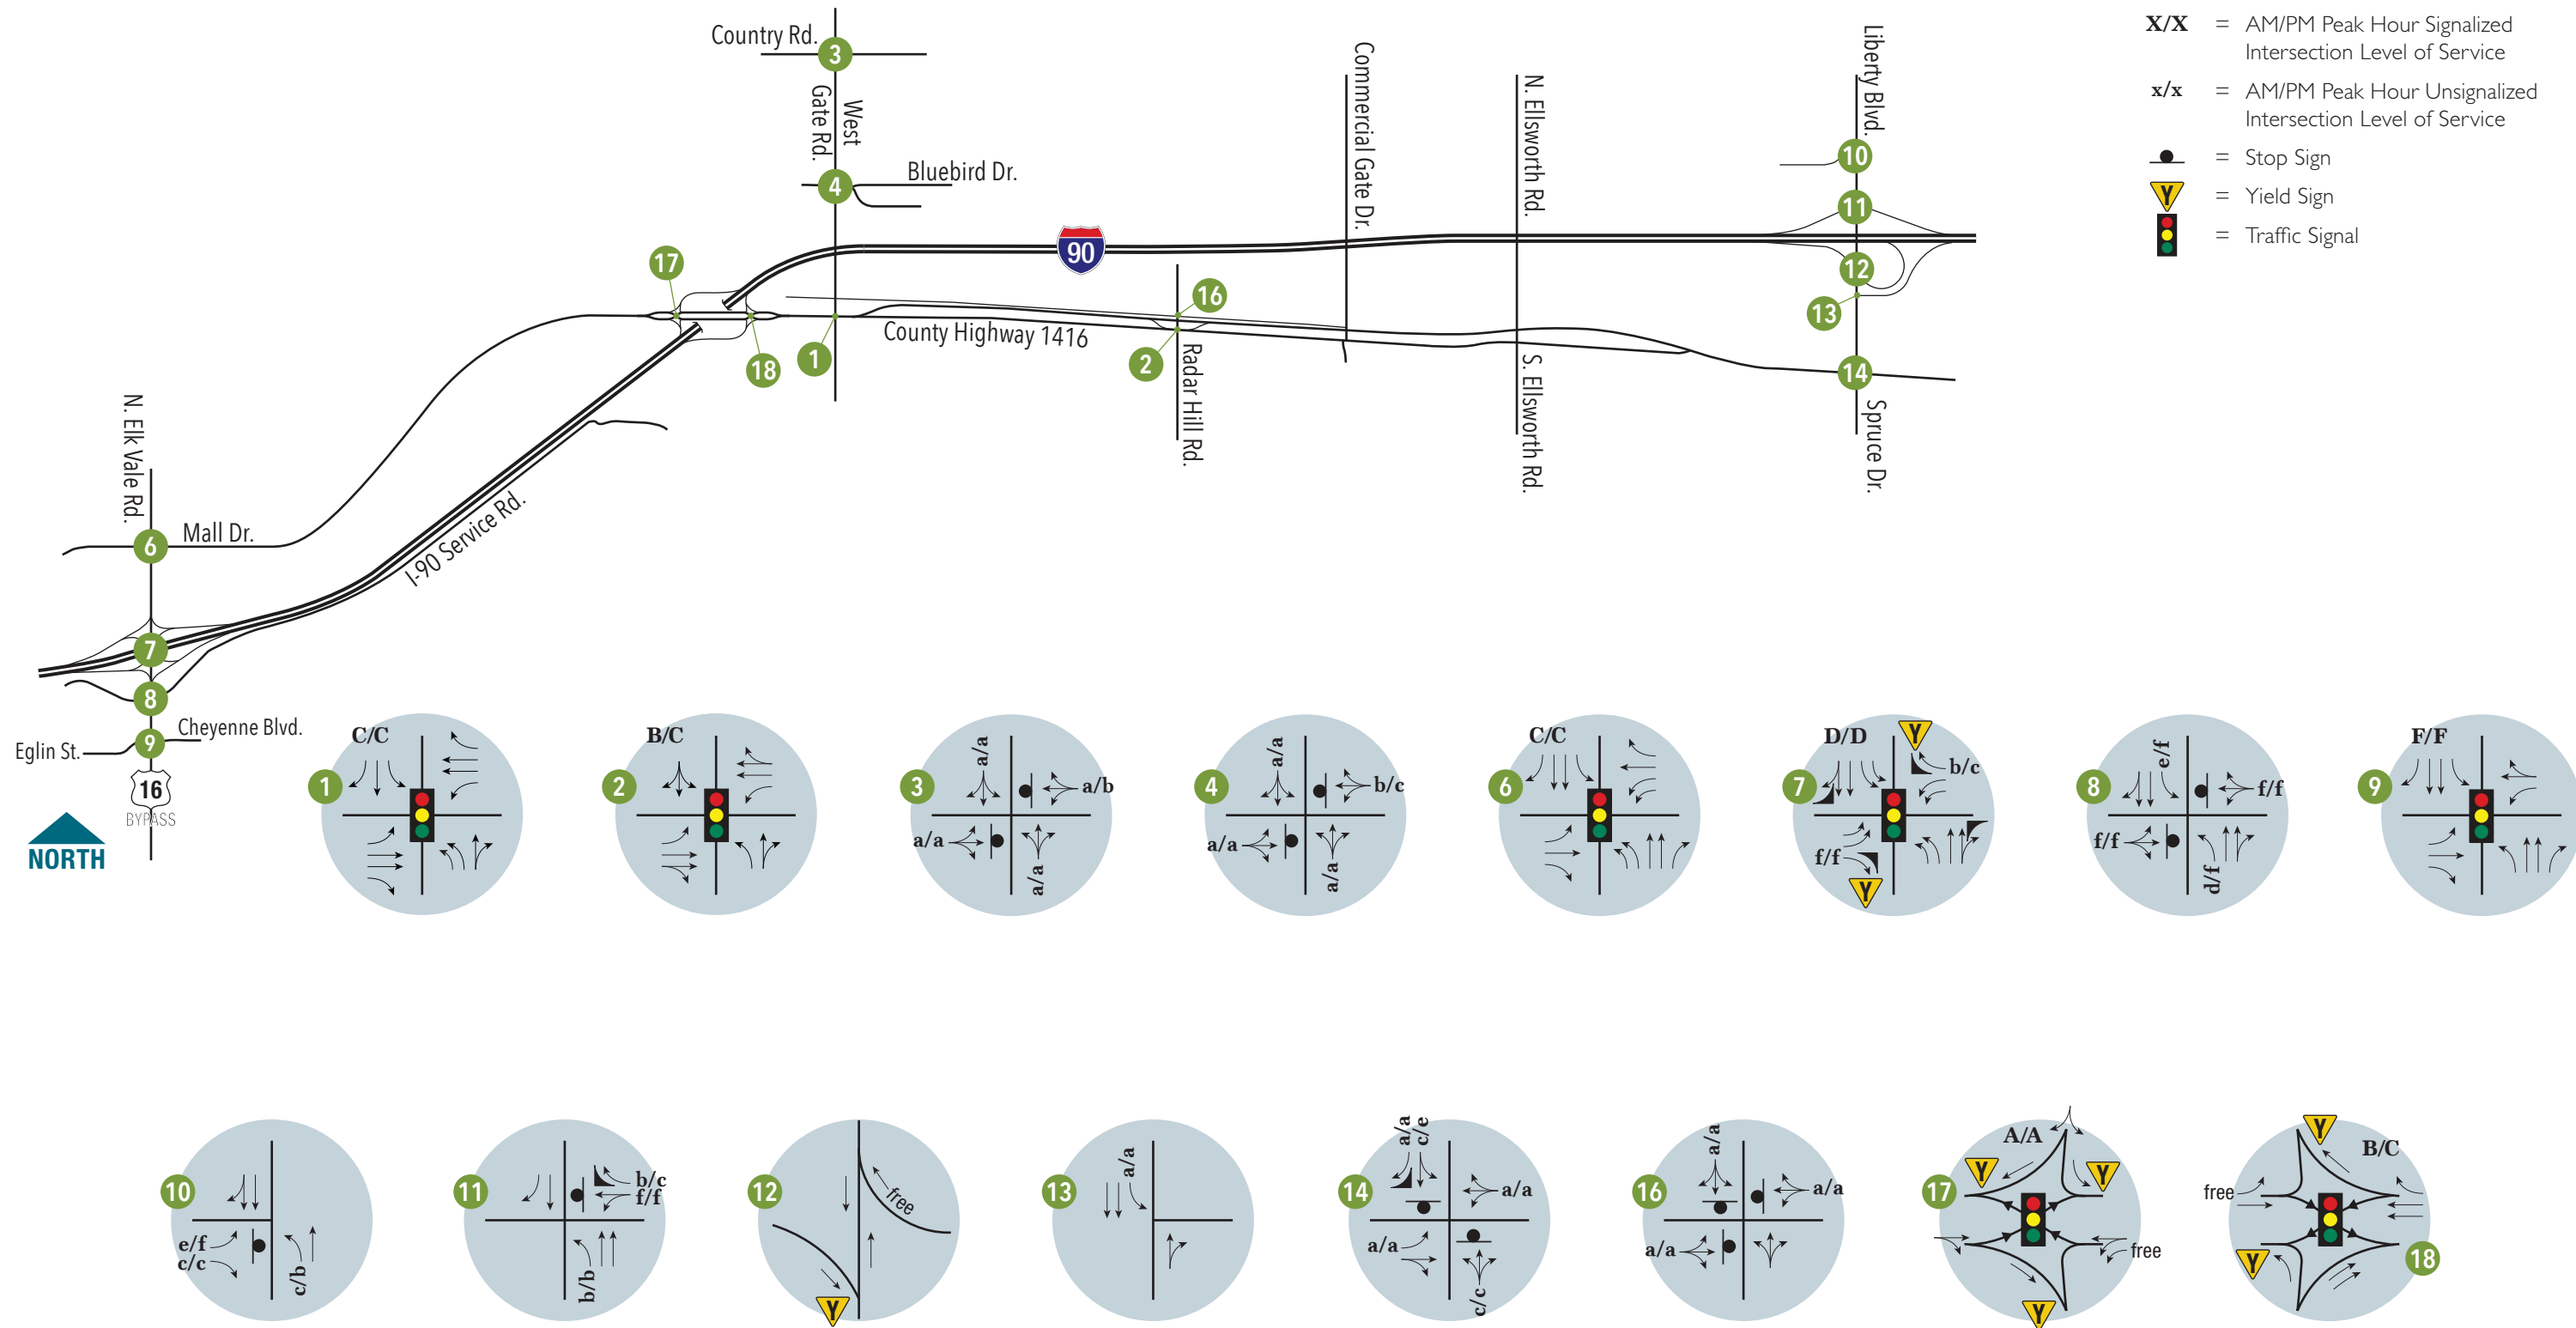 X/X = AM/PM Peak Hour Signalized
Intersection Level of Service
x/x = AM/PM Peak Hour Unsignalized
Intersection Level of Service
= Stop Sign
Y = Yield Sign
= Traffic Signal
Country Rd.
3
West
Gate Rd.
4
Bluebird Dr.
Commercial Gate Dr.
N. Ellsworth Rd.
Liberty Blvd.
10
11
90
12
13
17
16
18
1
County Highway 1416
2
Radar Hill Rd.
S. Ellsworth Rd.
14
Spruce Dr.
N. Elk Vale Rd.
6
Mall Dr.
I-90 Service Rd.
7
8
Cheyenne Blvd.
Eglin St.
9
16
BYPASS
NORTH
1
C/C
2
B/C
3
a/a
a/b
a/a
a/a
4
a/a
b/c
a/a
a/a
6
C/C
7
D/D
Y
b/c
f/f
Y
8
e/f
f/f
f/f
d/f
9
F/F
10
e/f
c/c
c/b
11
b/c
f/f
b/b
12
free
Y
13
a/a
14
a/a
c/e
a/a
a/a
c/c
16
a/a
a/a
a/a
17
A/A
Y
Y
free
Y
18
Y
B/C
free
Y